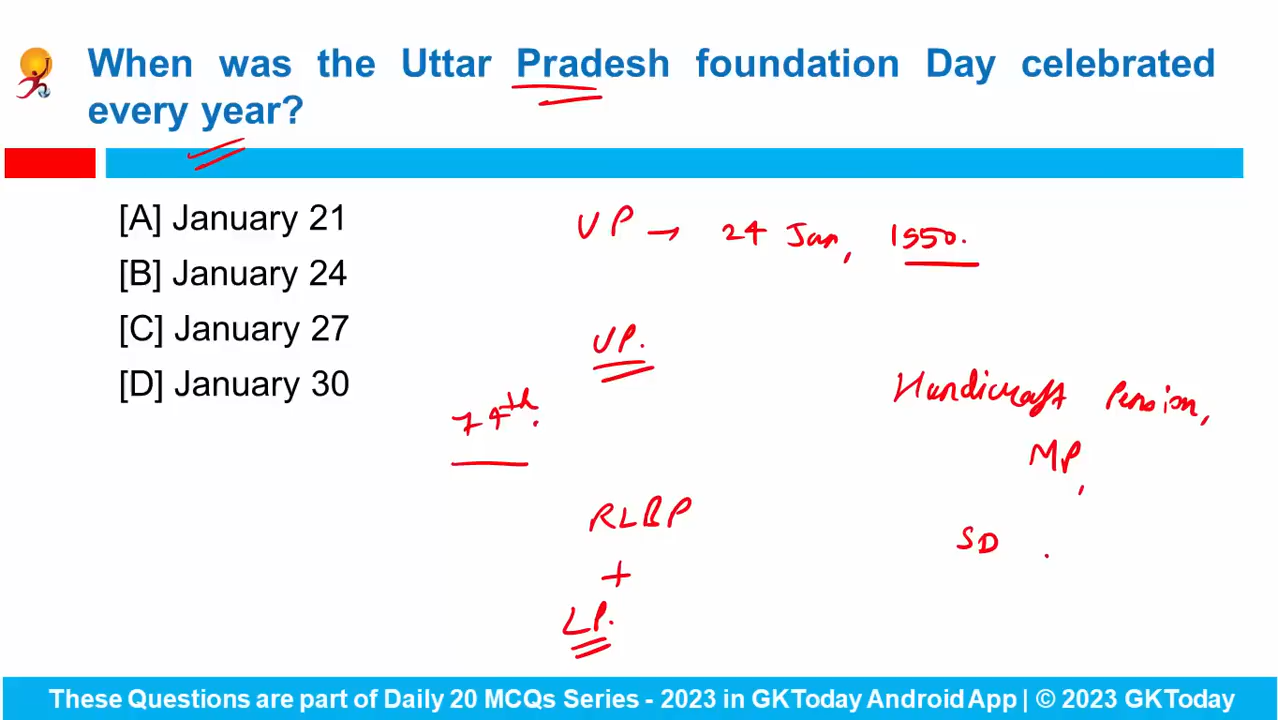 When was the Uttar Pradesh foundation Day celebrated
every year?
[A] January 21
[B] January 24
[C] January 27
[D] January 30
UP → 24 Jan, 1950.
UP.
74th.
Handicraft Pension,
MP,
RLBP
+
LP.
SD .
These Questions are part of Daily 20 MCQs Series - 2023 in GKToday Android App | © 2023 GKToday